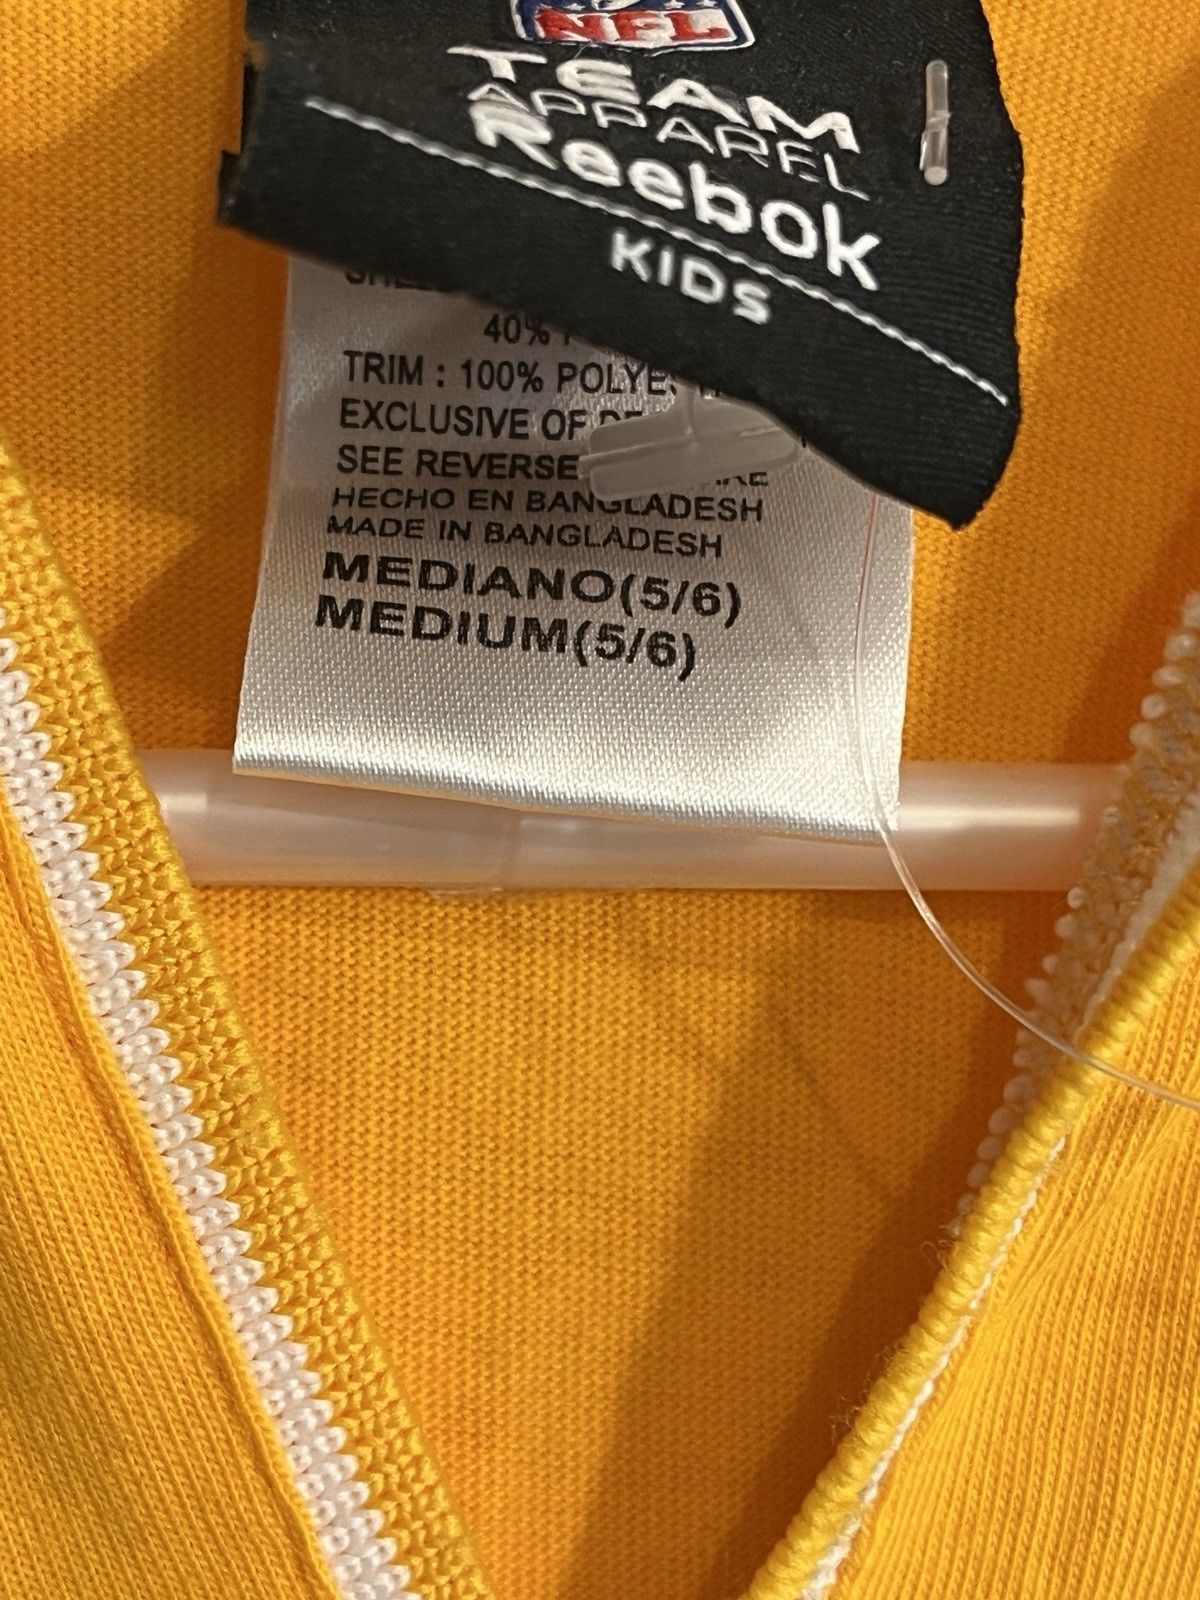 NFL
TEAM
APPAREL
Reebok
KIDS
40%
TRIM : 100% POLYE
EXCLUSIVE OF
SEE REVERSE
HECHO EN BANGLADESH
MADE IN BANGLADESH
MEDIANO(5/6)
MEDIUM(5/6)